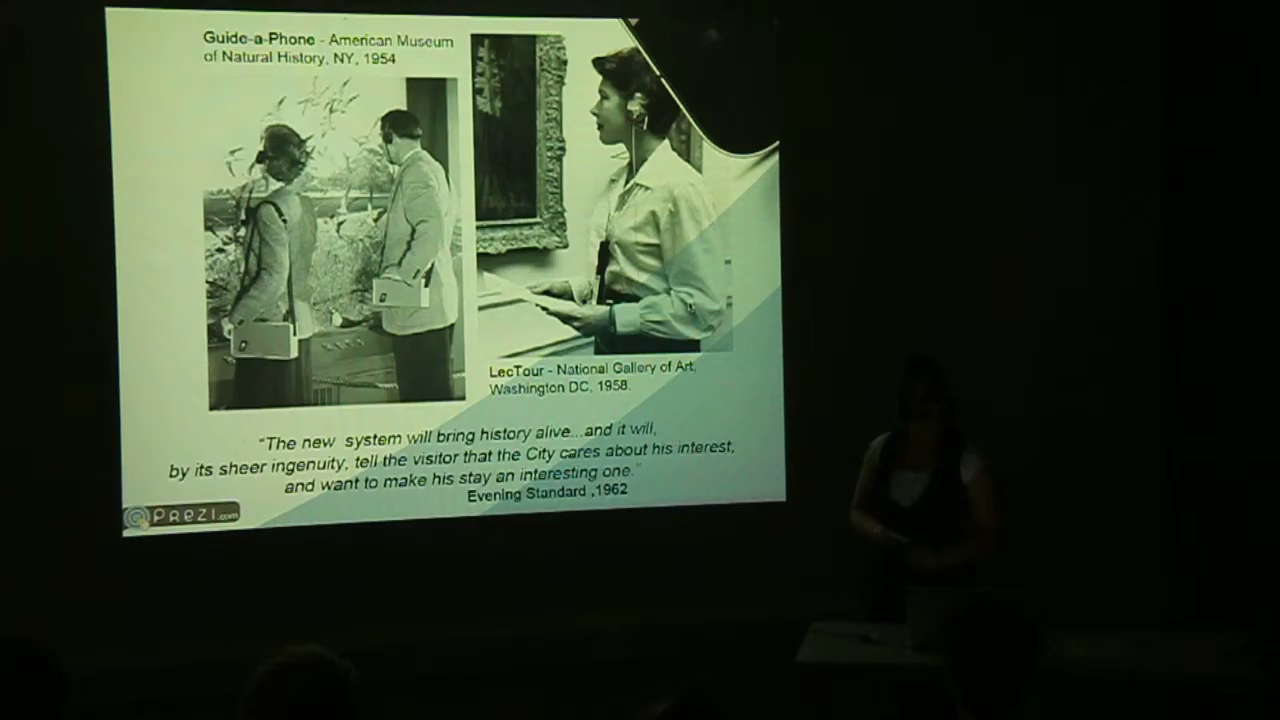 Guide-a-Phone - American Museum
of Natural History, NY, 1954
LecTour - National Gallery of Art,
Washington DC, 1958.
“The new system will bring history alive...and it will,
by its sheer ingenuity, tell the visitor that the City cares about his interest,
and want to make his stay an interesting one.”
Evening Standard ,1962
PREZI.com